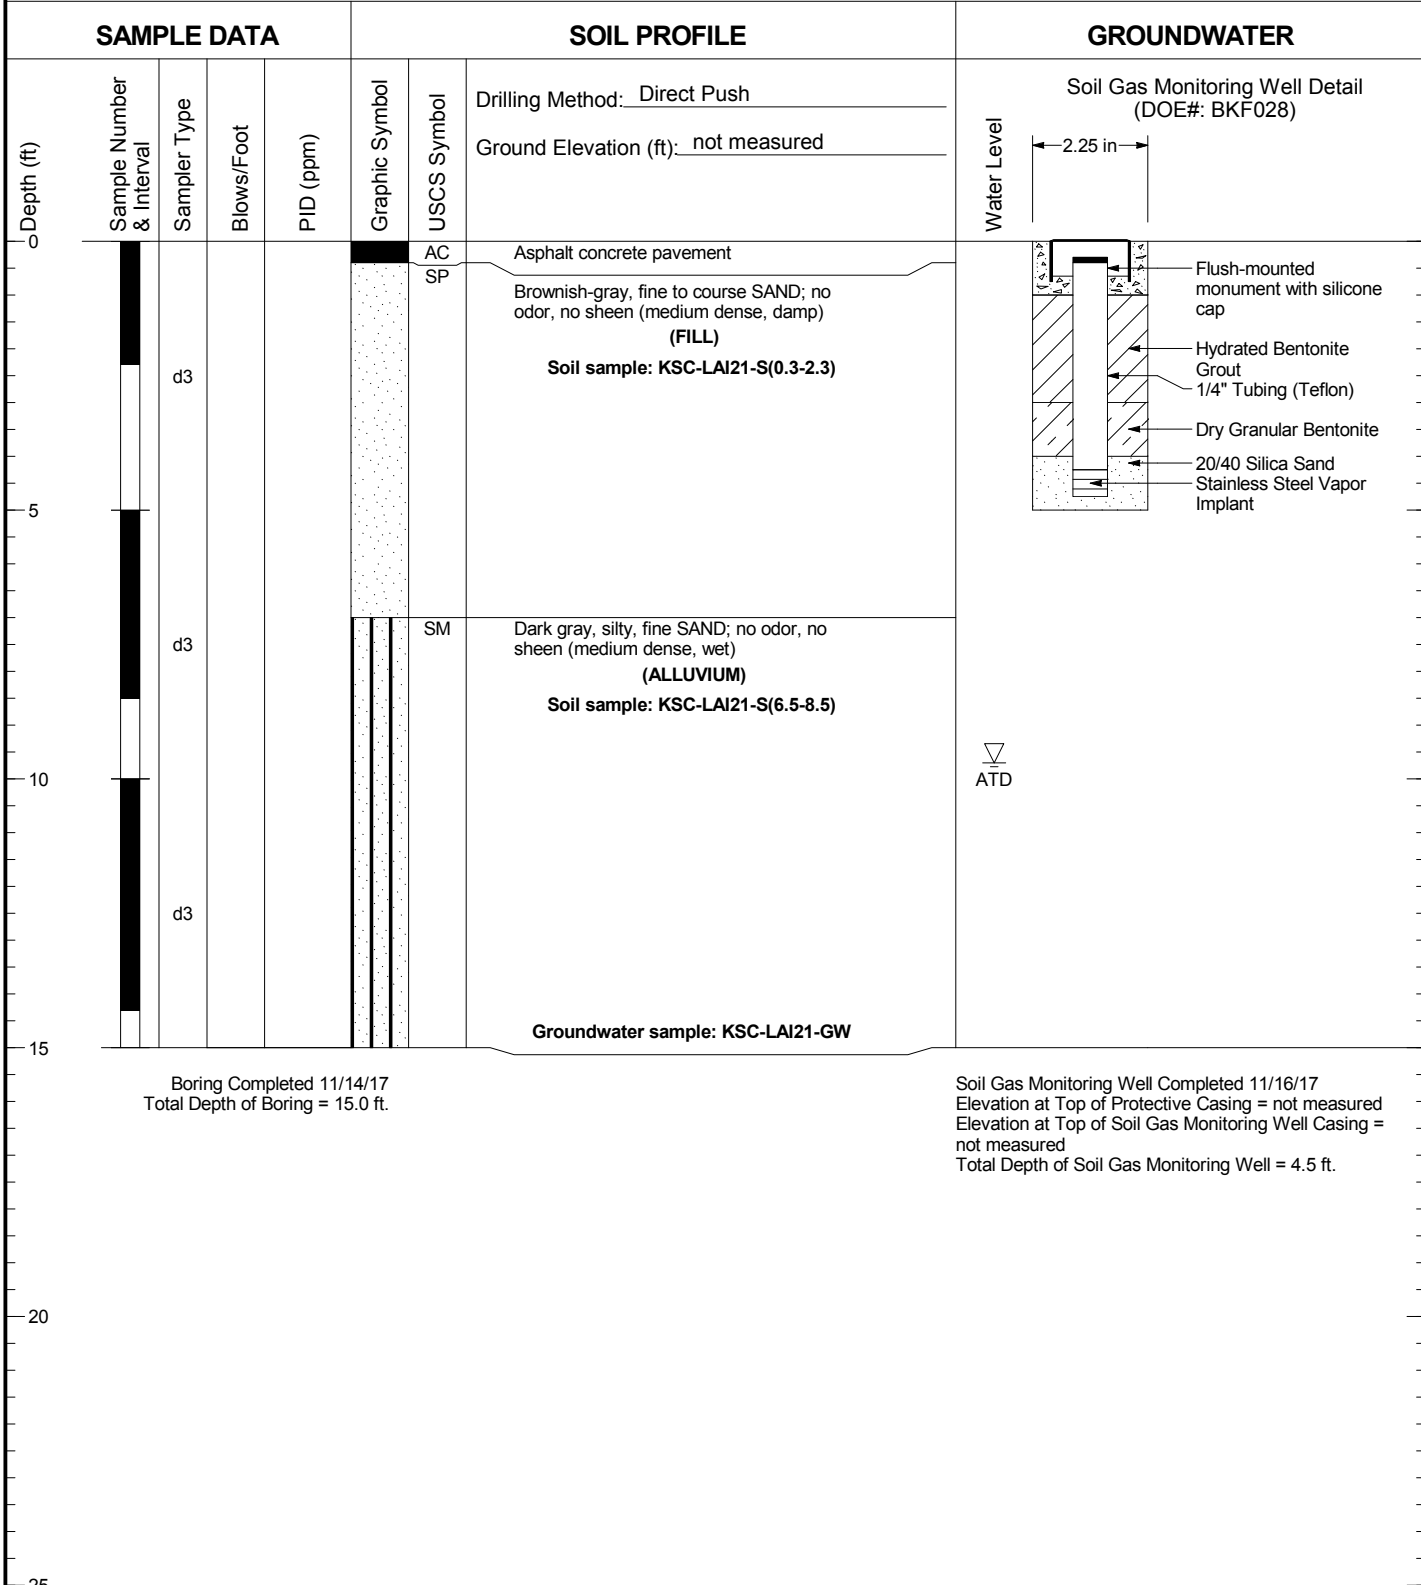 SAMPLE DATA
SOIL PROFILE
GROUNDWATER
Depth (ft)
Sample Number
& Interval
Sampler Type
Blows/Foot
PID (ppm)
Graphic Symbol
USCS Symbol
Drilling Method: Direct Push
Ground Elevation (ft): not measured
Water Level
Soil Gas Monitoring Well Detail
(DOE#: BKF028)
2.25 in
0
AC
Asphalt concrete pavement
SP
Brownish-gray, fine to course SAND; no
odor, no sheen (medium dense, damp)
(FILL)
Soil sample: KSC-LAI21-S(0.3-2.3)
d3
Flush-mounted
monument with silicone
cap
Hydrated Bentonite
Grout
1/4" Tubing (Teflon)
Dry Granular Bentonite
20/40 Silica Sand
Stainless Steel Vapor
Implant
5
SM
Dark gray, silty, fine SAND; no odor, no
sheen (medium dense, wet)
(ALLUVIUM)
Soil sample: KSC-LAI21-S(6.5-8.5)
d3
ATD
10
d3
Groundwater sample: KSC-LAI21-GW
15
Boring Completed 11/14/17
Total Depth of Boring = 15.0 ft.
Soil Gas Monitoring Well Completed 11/16/17
Elevation at Top of Protective Casing = not measured
Elevation at Top of Soil Gas Monitoring Well Casing =
not measured
Total Depth of Soil Gas Monitoring Well = 4.5 ft.
20
25